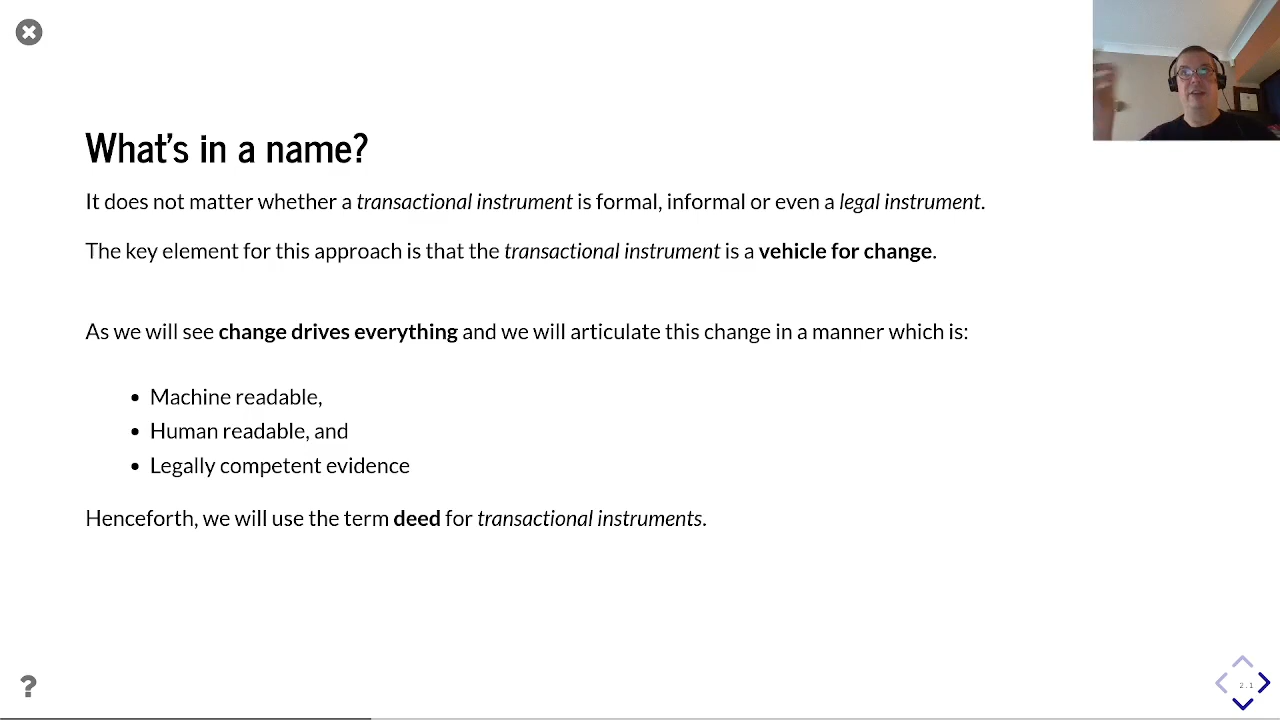 What's in a name?
It does not matter whether a transactional instrument is formal, informal or even a legal instrument.
The key element for this approach is that the transactional instrument is a vehicle for change.
As we will see change drives everything and we will articulate this change in a manner which is:
• Machine readable,
• Human readable, and
• Legally competent evidence
Henceforth, we will use the term deed for transactional instruments.
?
2.1